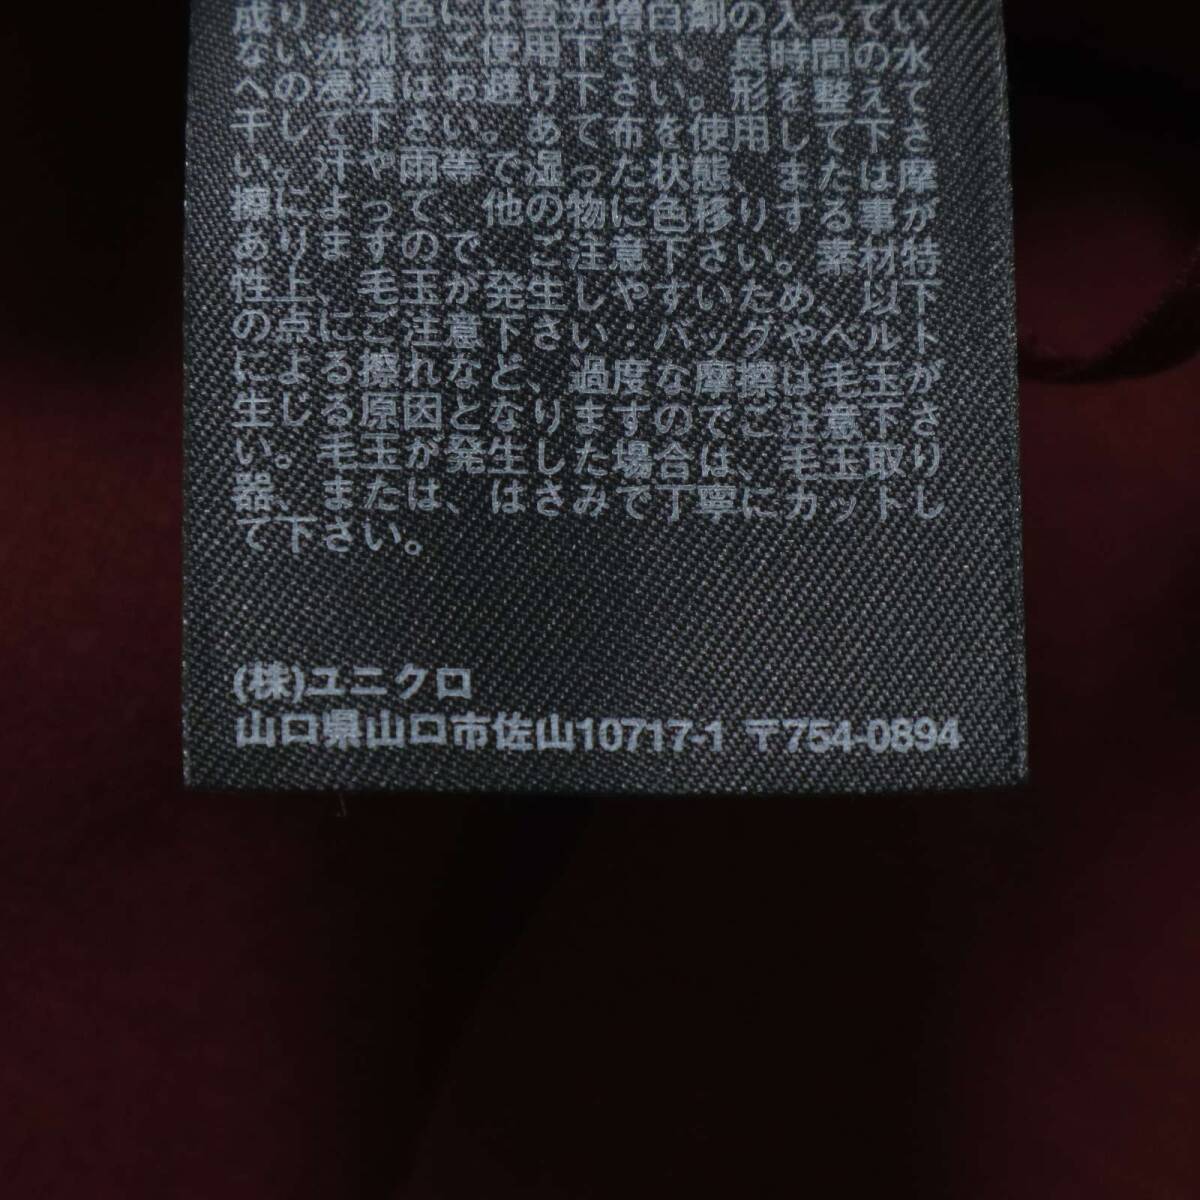 成り・淡色には蛍光増白剤の入ってい
ない洗剤をご使用下さい。長時間の水
への浸漬はお避け下さい。形を整えて
干して下さい。あて布を使用して下さ
い。汗や雨等で湿った状態、または摩
擦によって、他の物に色移りする事が
あります のでご注意下さい。素材特
性上、毛玉が発生しやすいため、以下
の点にご注意下さい:バッグやベルト
による擦れなど、過度な摩擦は毛玉が
生じる原因となりますのでご注意下さ
い。毛玉が発生した場合は、毛玉取り
器、または、はさみで丁寧にカットし
て下さい。
(株)ユニクロ
山口県山口市佐山10717-1 〒754-0894